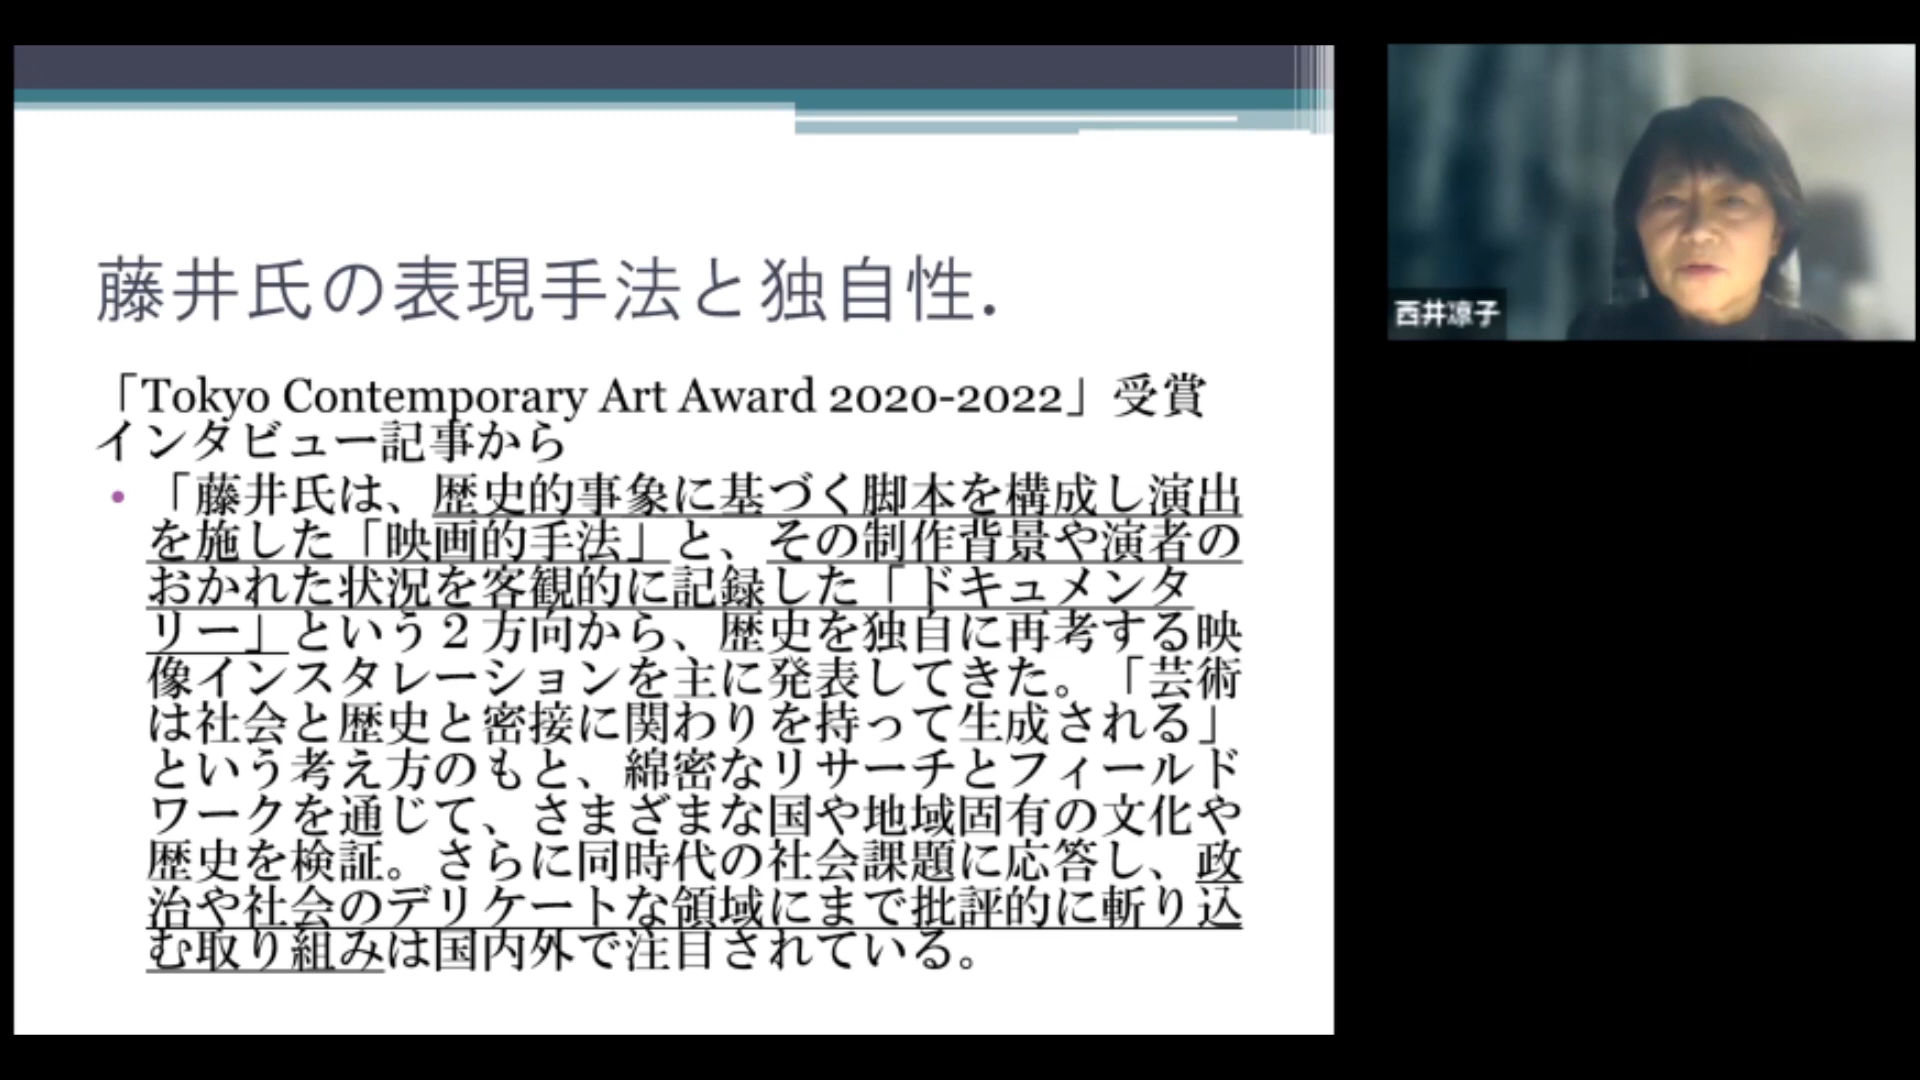 藤井氏の表現手法と独自性.
「Tokyo Contemporary Art Award 2020-2022」受賞
インタビュー記事から
• 「藤井氏は、歴史的事象に基づく脚本を構成し演出
を施した「映画的手法」と、その制作背景や演者の
おかれた状況を客観的に記録した「ドキュメンタ
リー」という２方向から、歴史を独自に再考する映
像インスタレーションを主に発表してきた。「芸術
は社会と歴史と密接に関わりを持って生成される」
という考え方のもと、綿密なリサーチとフィールド
ワークを通じて、さまざまな国や地域固有の文化や
歴史を検証。さらに同時代の社会課題に応答し、政
治や社会のデリケートな領域にまで批評的に斬り込
む取り組みは国内外で注目されている。
西井凉子